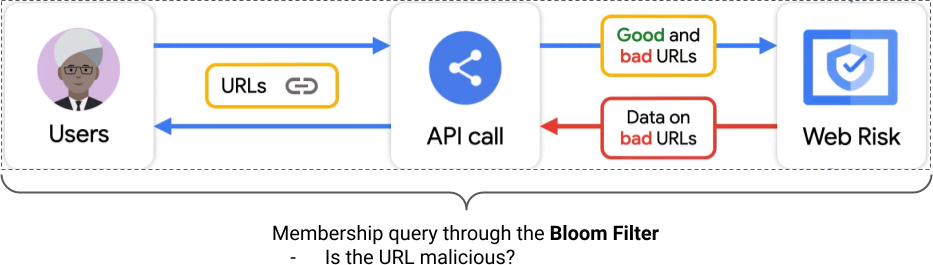 Users
URLs
API call
Good and
bad URLs
Data on
bad URLs
Web Risk
Membership query through the Bloom Filter
- Is the URL malicious?